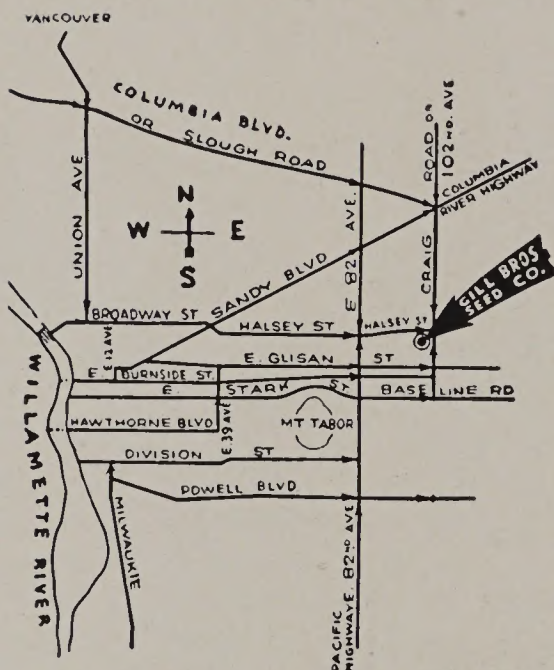 VANCOUVER
COLUMBIA BLVD.
OR SLOUGH ROAD
ROAD OR
102ND. AVE
COLUMBIA
RIVER HIGHWAY
UNION AVE
N
W E
S
SANDY BLVD
E 82ND AVE.
CRAIG
GILL BROS
SEED CO.
BROADWAY ST
HALSEY ST
HALSEY ST
E 12 AVE
E. GLISAN ST
E. BURNSIDE ST.
E. STARK ST
BASE LINE RD
HAWTHORNE BLVD
E. 39 AVE
MT TABOR
DIVISION ST
POWELL BLVD
WILLAMETTE RIVER
MILWAUKIE
PACIFIC
HIGHWAY E. 82ND AVE